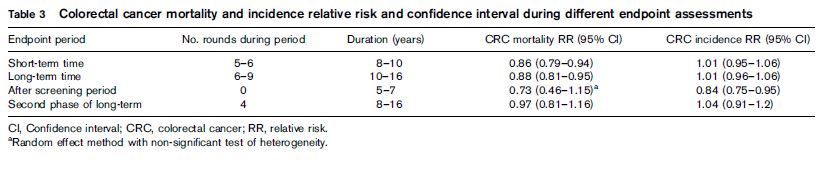 Table 3 Colorectal cancer mortality and incidence relative risk and confidence interval during different endpoint assessments
Endpoint period No. rounds during period Duration (years) CRC mortality RR (95% CI) CRC incidence RR (95% CI)
Short-term time 5–6 8–10 0.86 (0.79–0.94) 1.01 (0.95–1.06)
Long-term time 6–9 10–16 0.88 (0.81–0.95) 1.01 (0.96–1.06)
After screening period 0 5–7 0.73 (0.46–1.15)ᵃ 0.84 (0.75–0.95)
Second phase of long-term 4 8–16 0.97 (0.81–1.16) 1.04 (0.91–1.2)
CI, Confidence interval; CRC, colorectal cancer; RR, relative risk.
ᵃRandom effect method with non-significant test of heterogeneity.